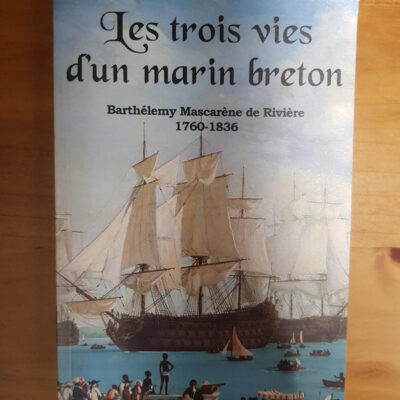 Les trois vies
d'un marin breton
Barthélemy Mascarène de Rivière
1760-1836